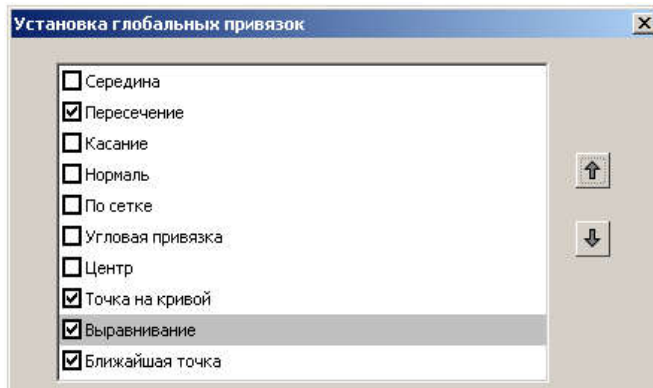 Установка глобальных привязок
Середина
Пересечение
Касание
Нормаль
По сетке
Угловая привязка
Центр
Точка на кривой
Выравнивание
Ближайшая точка